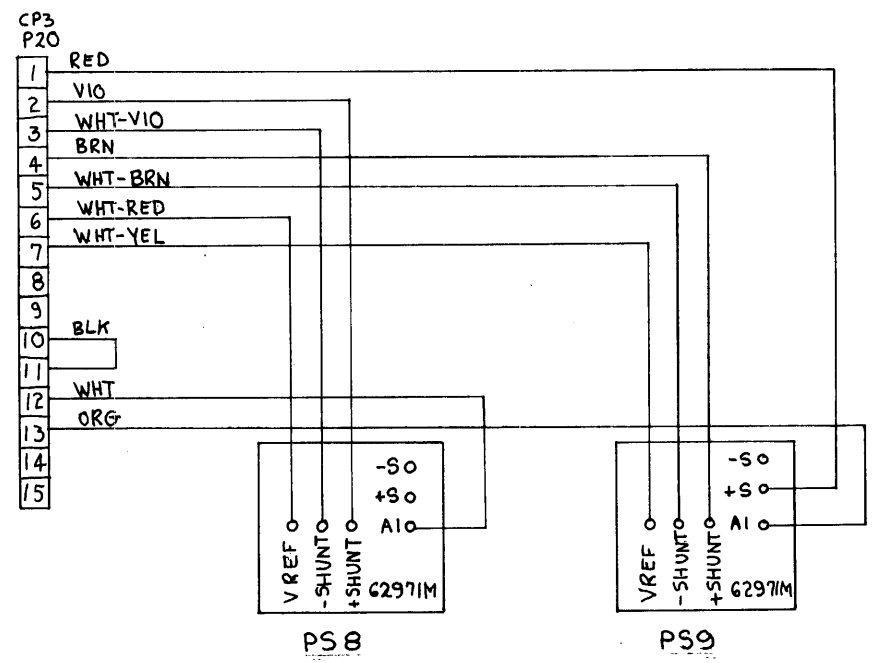 CP3
P20
1 RED
2 VIO
3 WHT-VIO
4 BRN
5 WHT-BRN
6 WHT-RED
7 WHT-YEL
8
9
10 BLK
11
12 WHT
13 ORG
14
15
-S
+S
A1
VREF
-SHUNT
+SHUNT
62971M
PS8
-S
+S
A1
VREF
-SHUNT
+SHUNT
62971M
PS9